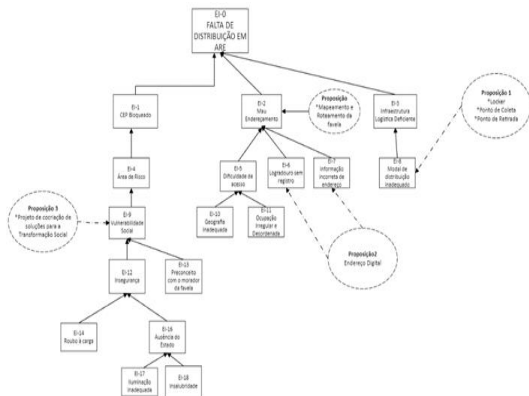 EI-0
FALTA DE
DISTRIBUIÇÃO EM
ARE
EI-1
CEP Bloqueado
EI-2
Mau
Endereçamento
Proposição
*Mapeamento e
Roteamento da
favela
EI-3
Infraestrutura
Logística Deficiente
Proposição 1
*Locker
*Ponto de Coleta
*Ponto de Retirada
EI-4
Área de Risco
EI-5
Dificuldade de
acesso
EI-6
Logradouro sem
registro
EI-7
Informação
incorreta de
endereço
EI-8
Modal de
distribuição
inadequado
Proposição 3
*Projeto de cocriação de
soluções para a
Transformação Social
EI-9
Vulnerabilidade
Social
EI-10
Geografia
Inadequada
EI-11
Ocupação
Irregular e
Desordenada
Proposição2
Endereço Digital
EI-12
Insegurança
EI-13
Preconceito
com o morador
da favela
EI-14
Roubo à carga
EI-16
Ausência do
Estado
EI-17
Iluminação
Inadequada
EI-18
Insalubridade